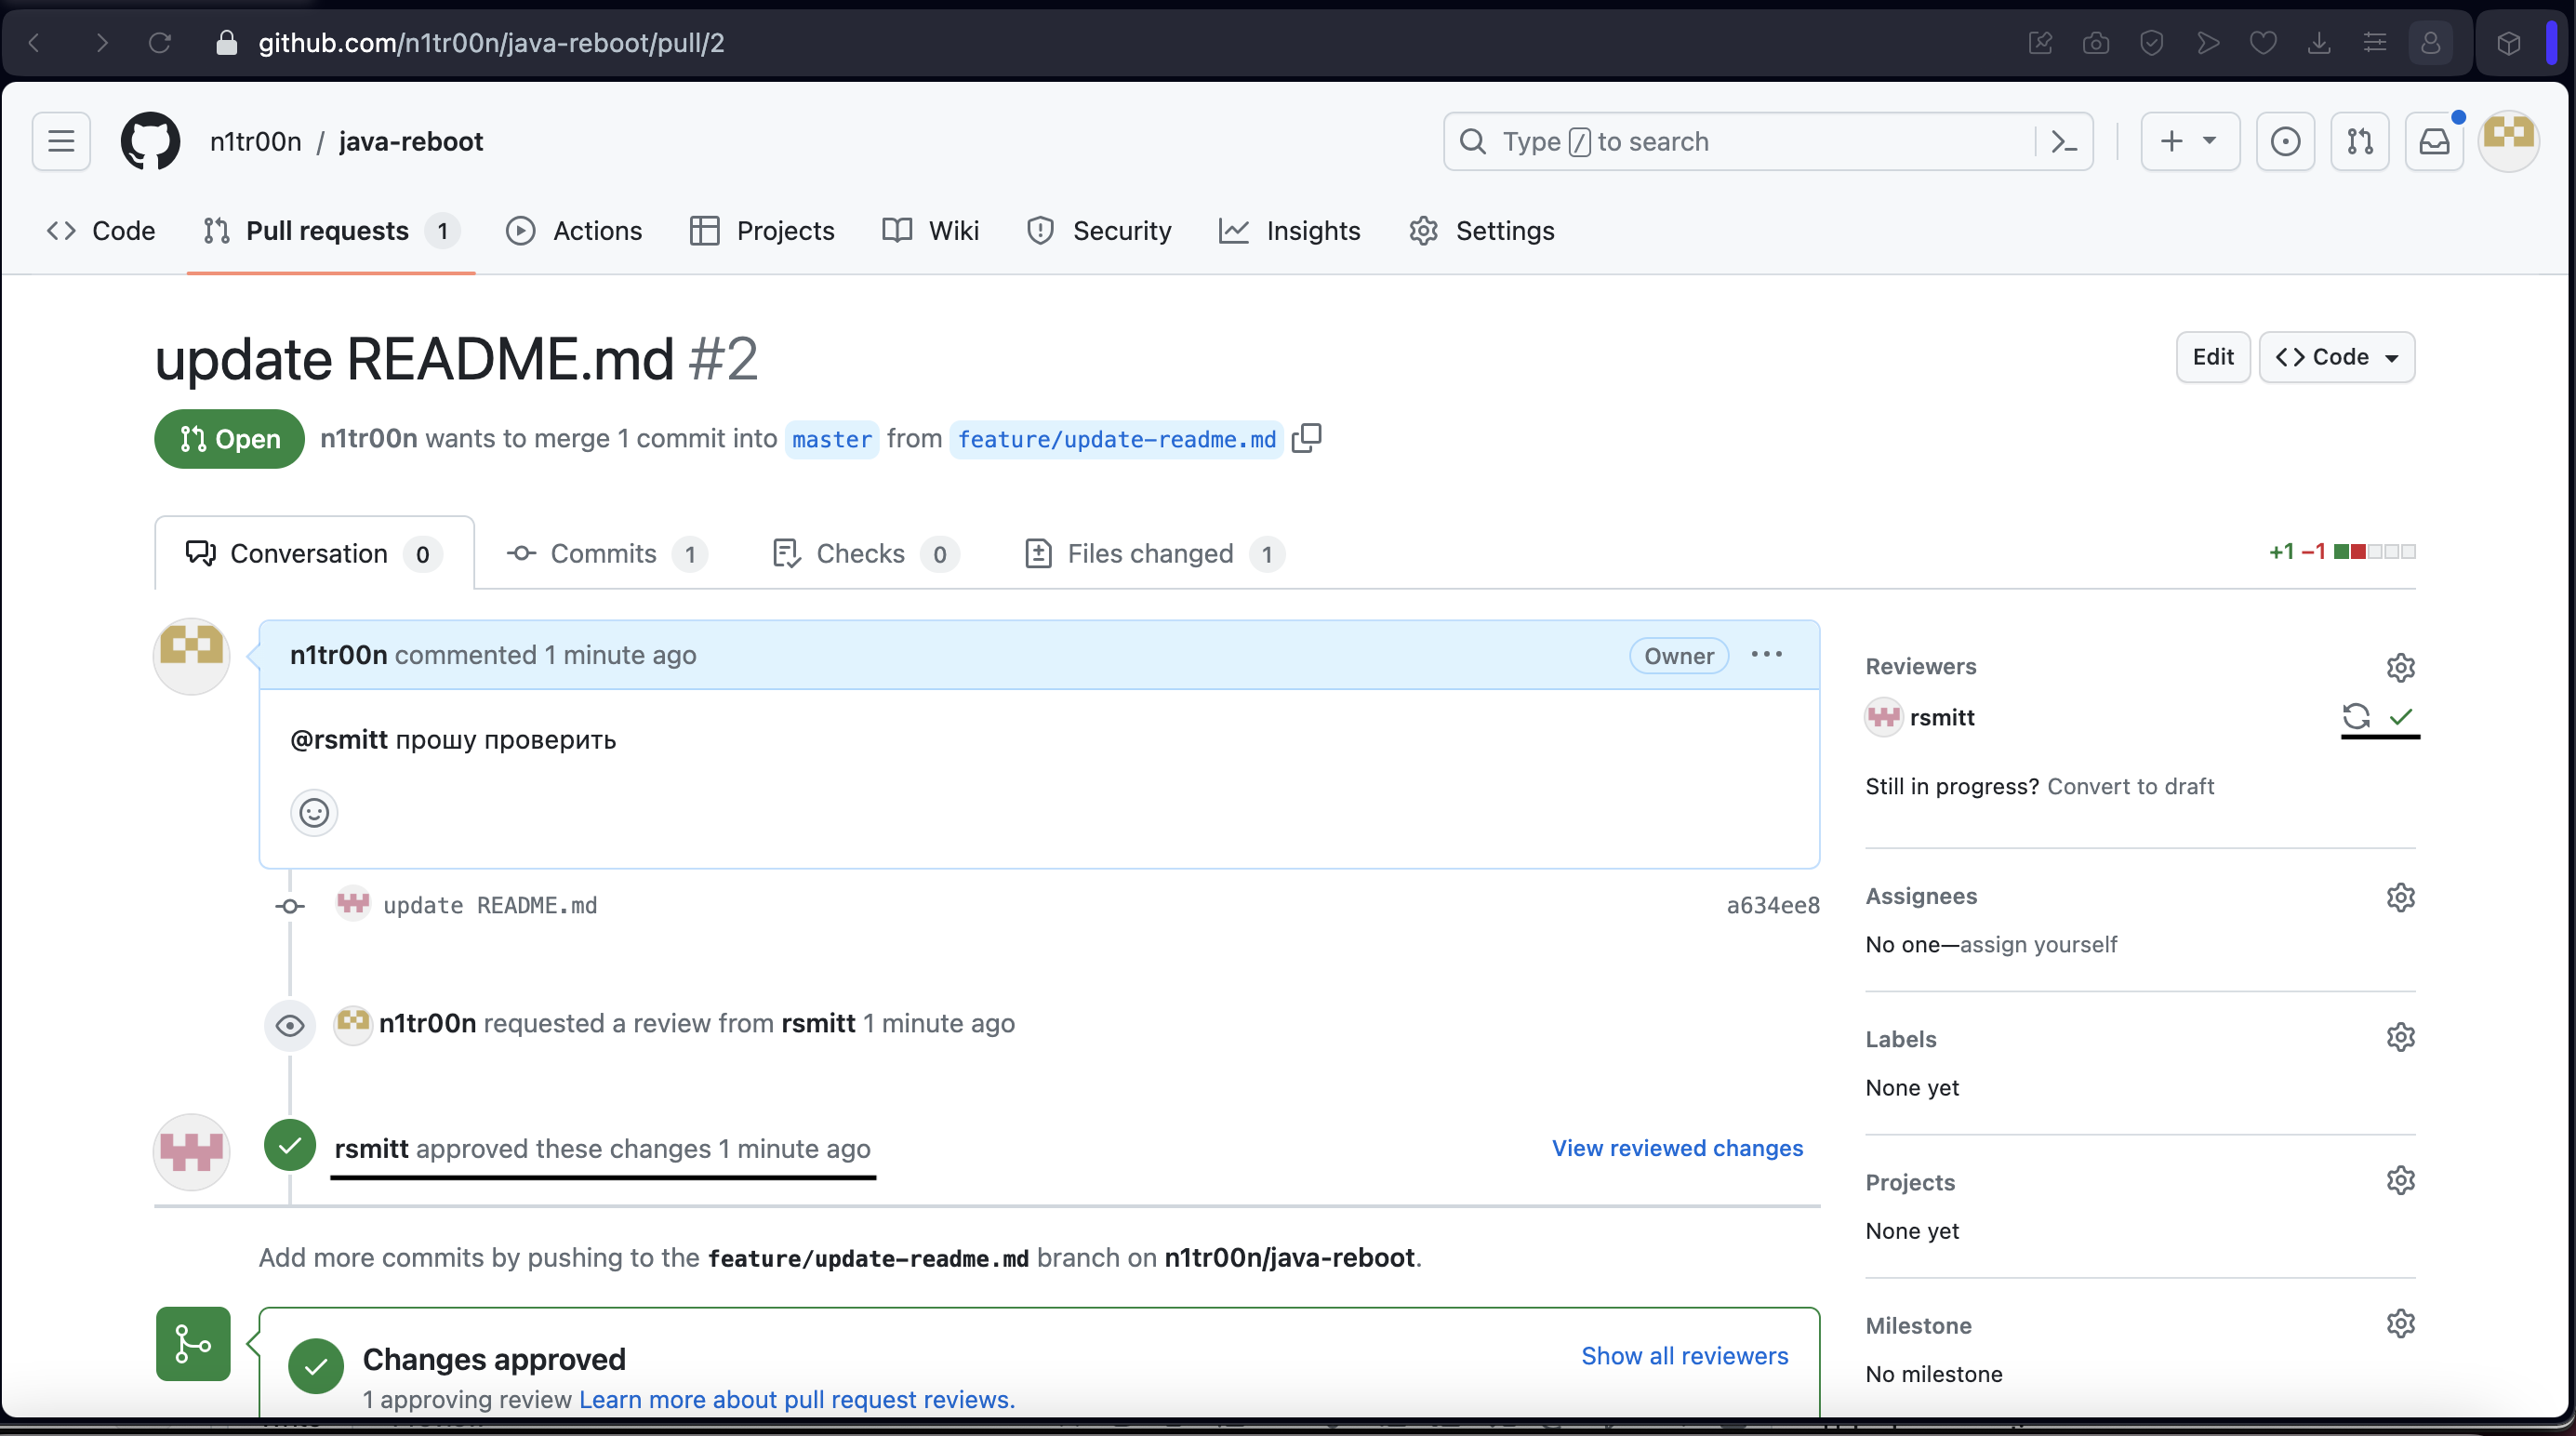 github.com/n1tr00n/java-reboot/pull/2
n1tr00n / java-reboot
Type / to search
Code
Pull requests 1
Actions
Projects
Wiki
Security
Insights
Settings
update README.md #2
Edit
Code
Open
n1tr00n wants to merge 1 commit into master from feature/update-readme.md
Conversation 0
Commits 1
Checks 0
Files changed 1
+1 −1
n1tr00n commented 1 minute ago
Owner
@rsmitt прошу проверить
update README.md
a634ee8
n1tr00n requested a review from rsmitt 1 minute ago
rsmitt approved these changes 1 minute ago
View reviewed changes
Add more commits by pushing to the feature/update-readme.md branch on n1tr00n/java-reboot.
Changes approved
Show all reviewers
1 approving review Learn more about pull request reviews.
Reviewers
rsmitt
Still in progress? Convert to draft
Assignees
No one—assign yourself
Labels
None yet
Projects
None yet
Milestone
No milestone